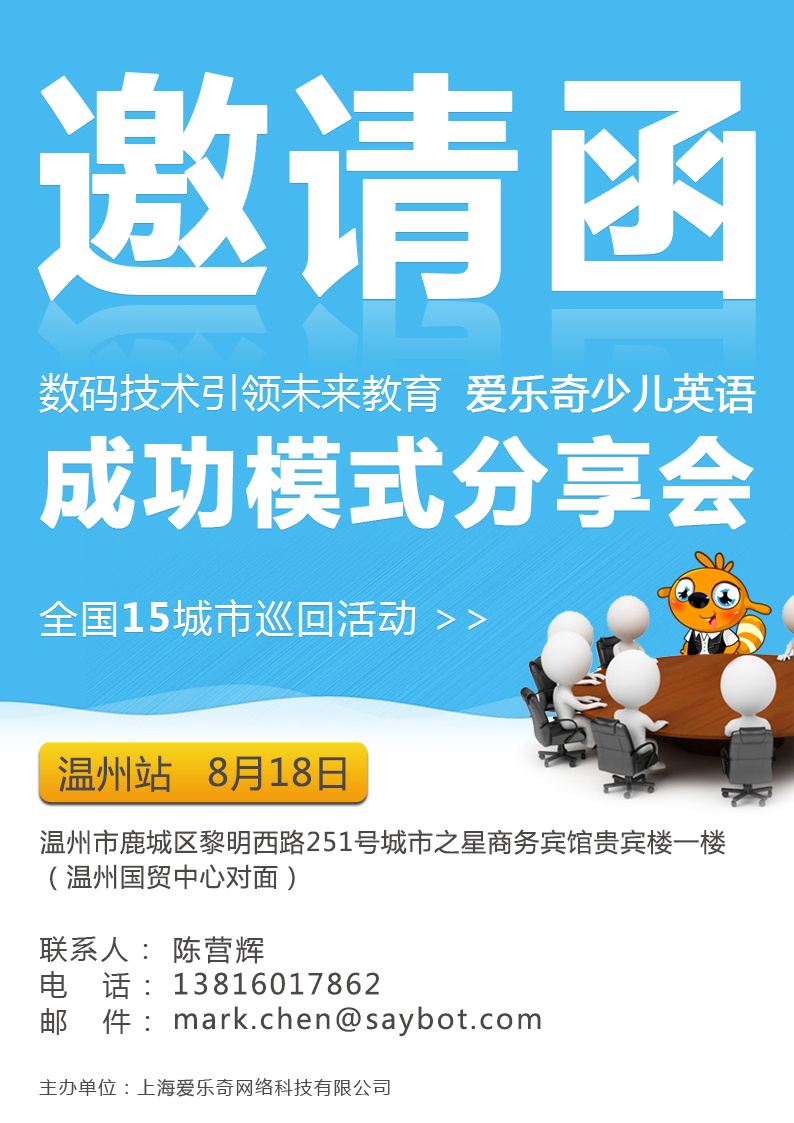 邀请函
数码技术引领未来教育 爱乐奇少儿英语
成功模式分享会
全国15城市巡回活动 >>
温州站 8月18日
温州市鹿城区黎明西路251号城市之星商务宾馆贵宾楼一楼
（温州国贸中心对面）
联系人： 陈营辉
电 话： 13816017862
邮 件： mark.chen@saybot.com
主办单位：上海爱乐奇网络科技有限公司